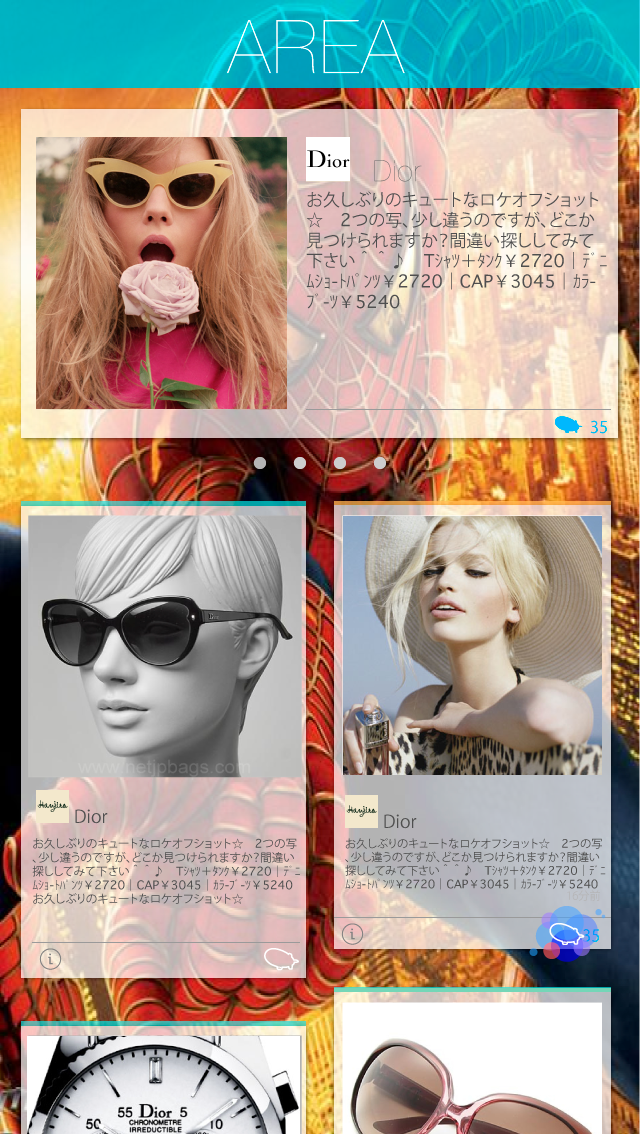 AREA
Dior
Dior
お久しぶりのキュートなロケオフショット
☆　2つの写、少し違うのですが、どこか
見つけられますか？間違い探ししてみて
下さい＾＾♪　Tｼｬﾂ＋ﾀﾝｸ￥2720｜ﾃﾞﾆ
ﾑｼｮｰﾄﾊﾟﾝﾂ￥2720｜CAP￥3045｜ｶﾗｰ
ﾌﾞｰﾂ￥5240
35
Dior
www.netjpbags.com
Dior
お久しぶりのキュートなロケオフショット☆　2つの写
、少し違うのですが、どこか見つけられますか？間違い
探ししてみて下さい＾＾♪　Tｼｬﾂ＋ﾀﾝｸ￥2720｜ﾃﾞﾆ
ﾑｼｮｰﾄﾊﾟﾝﾂ￥2720｜CAP￥3045｜ｶﾗｰﾌﾞｰﾂ￥5240
お久しぶりのキュートなロケオフショット☆
Dior
お久しぶりのキュートなロケオフショット☆　2つの写
、少し違うのですが、どこか見つけられますか？間違い
探ししてみて下さい＾＾♪　Tｼｬﾂ＋ﾀﾝｸ￥2720｜ﾃﾞﾆ
ﾑｼｮｰﾄﾊﾟﾝﾂ￥2720｜CAP￥3045｜ｶﾗｰﾌﾞｰﾂ￥5240
35
50 55 Dior 5 10
CHRONOMETRE
IRREDUCTIBLE